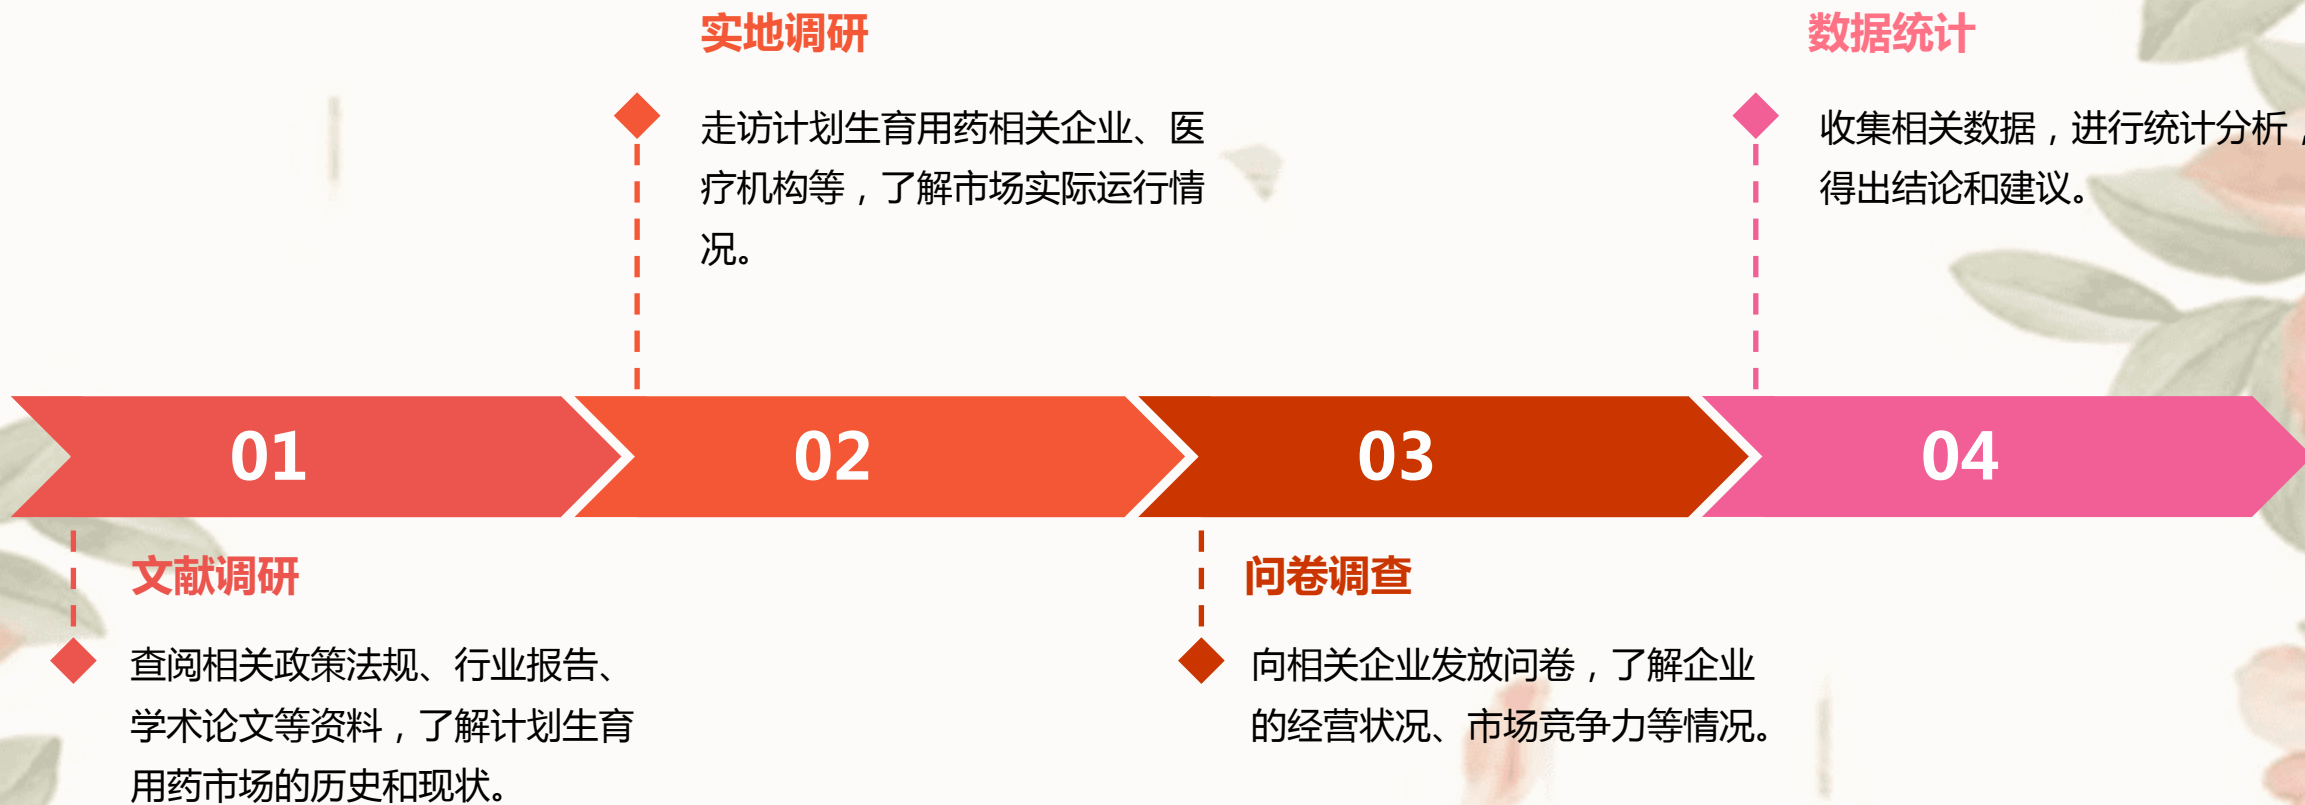 实地调研
走访计划生育用药相关企业、医
疗机构等，了解市场实际运行情
况。
数据统计
收集相关数据，进行统计分析，
得出结论和建议。
01
02
03
04
文献调研
查阅相关政策法规、行业报告、
学术论文等资料，了解计划生育
用药市场的历史和现状。
问卷调查
向相关企业发放问卷，了解企业
的经营状况、市场竞争力等情况。